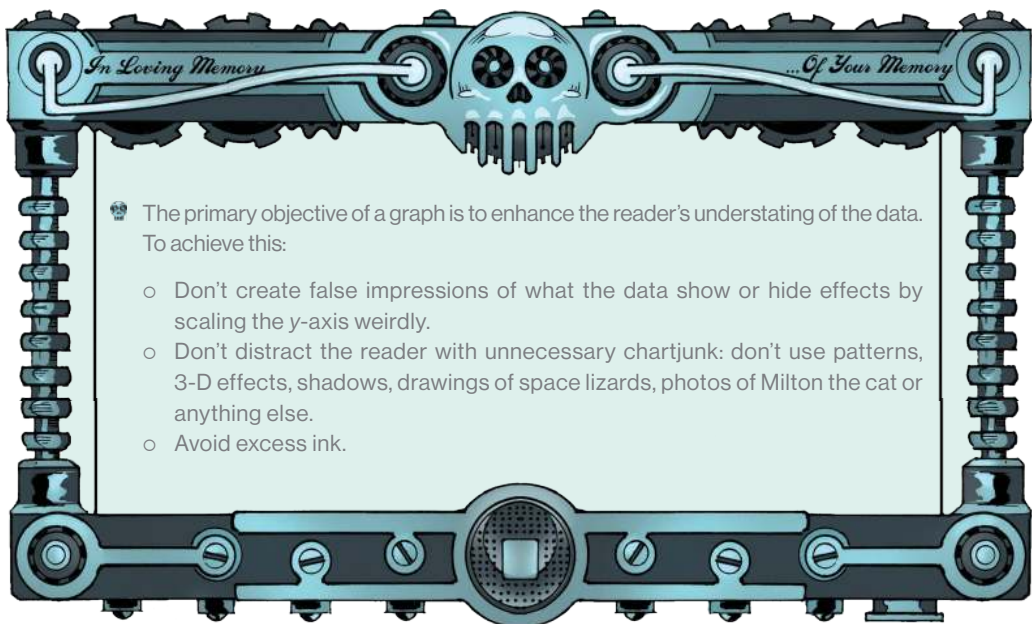 In Loving Memory
...Of Your Memory
The primary objective of a graph is to enhance the reader's understating of the data.
To achieve this:
○ Don't create false impressions of what the data show or hide effects by
scaling the y-axis weirdly.
○ Don't distract the reader with unnecessary chartjunk: don't use patterns,
3-D effects, shadows, drawings of space lizards, photos of Milton the cat or
anything else.
○ Avoid excess ink.